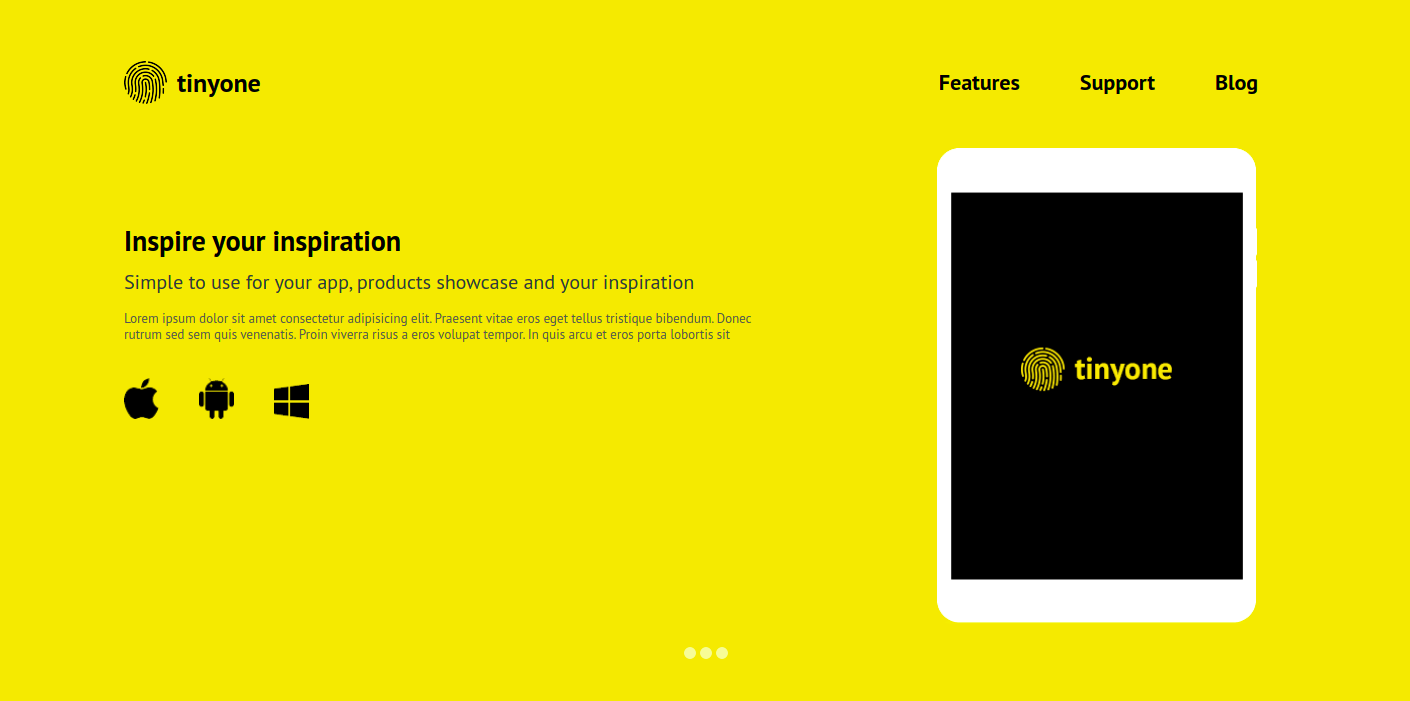 tinyone
Features
Support
Blog
Inspire your inspiration
Simple to use for your app, products showcase and your inspiration
Lorem ipsum dolor sit amet consectetur adipisicing elit. Praesent vitae eros eget tellus tristique bibendum. Donec
rutrum sed sem quis venenatis. Proin viverra risus a eros volupat tempor. In quis arcu et eros porta lobortis sit
tinyone